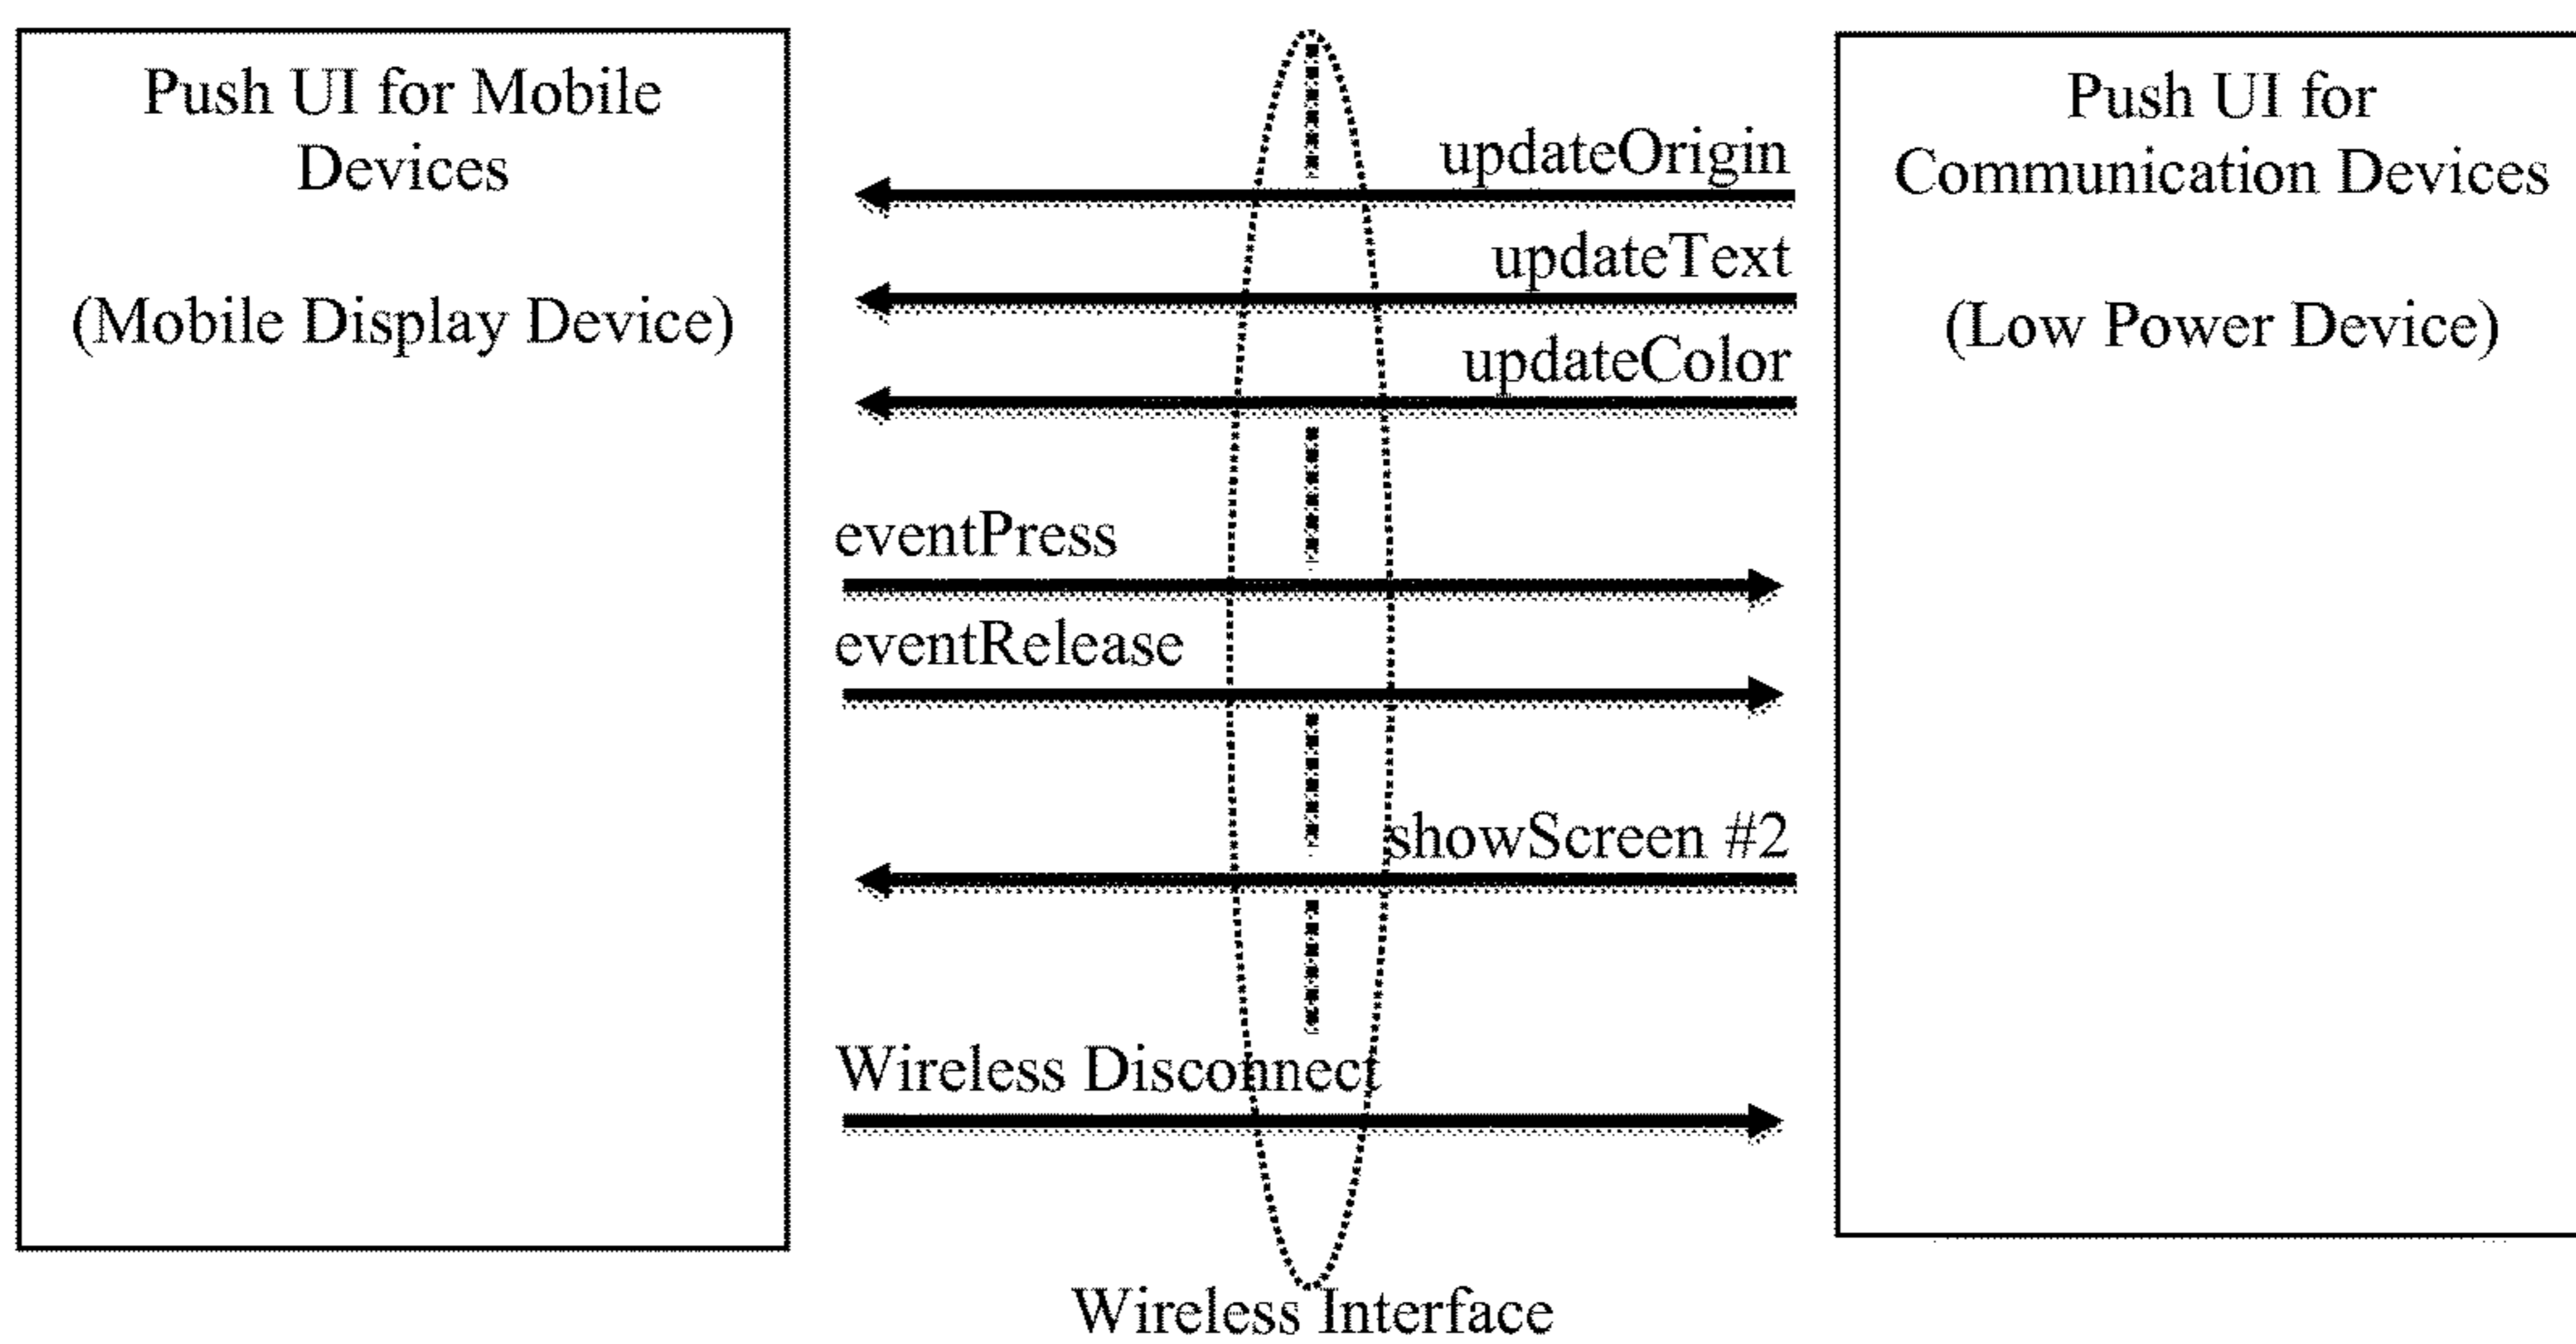 Push UI for Mobile
Devices
(Mobile Display Device)
updateOrigin
updateText
updateColor
eventPress
eventRelease
showScreen #2
Wireless Disconnect
Wireless Interface
Push UI for
Communication Devices
(Low Power Device)